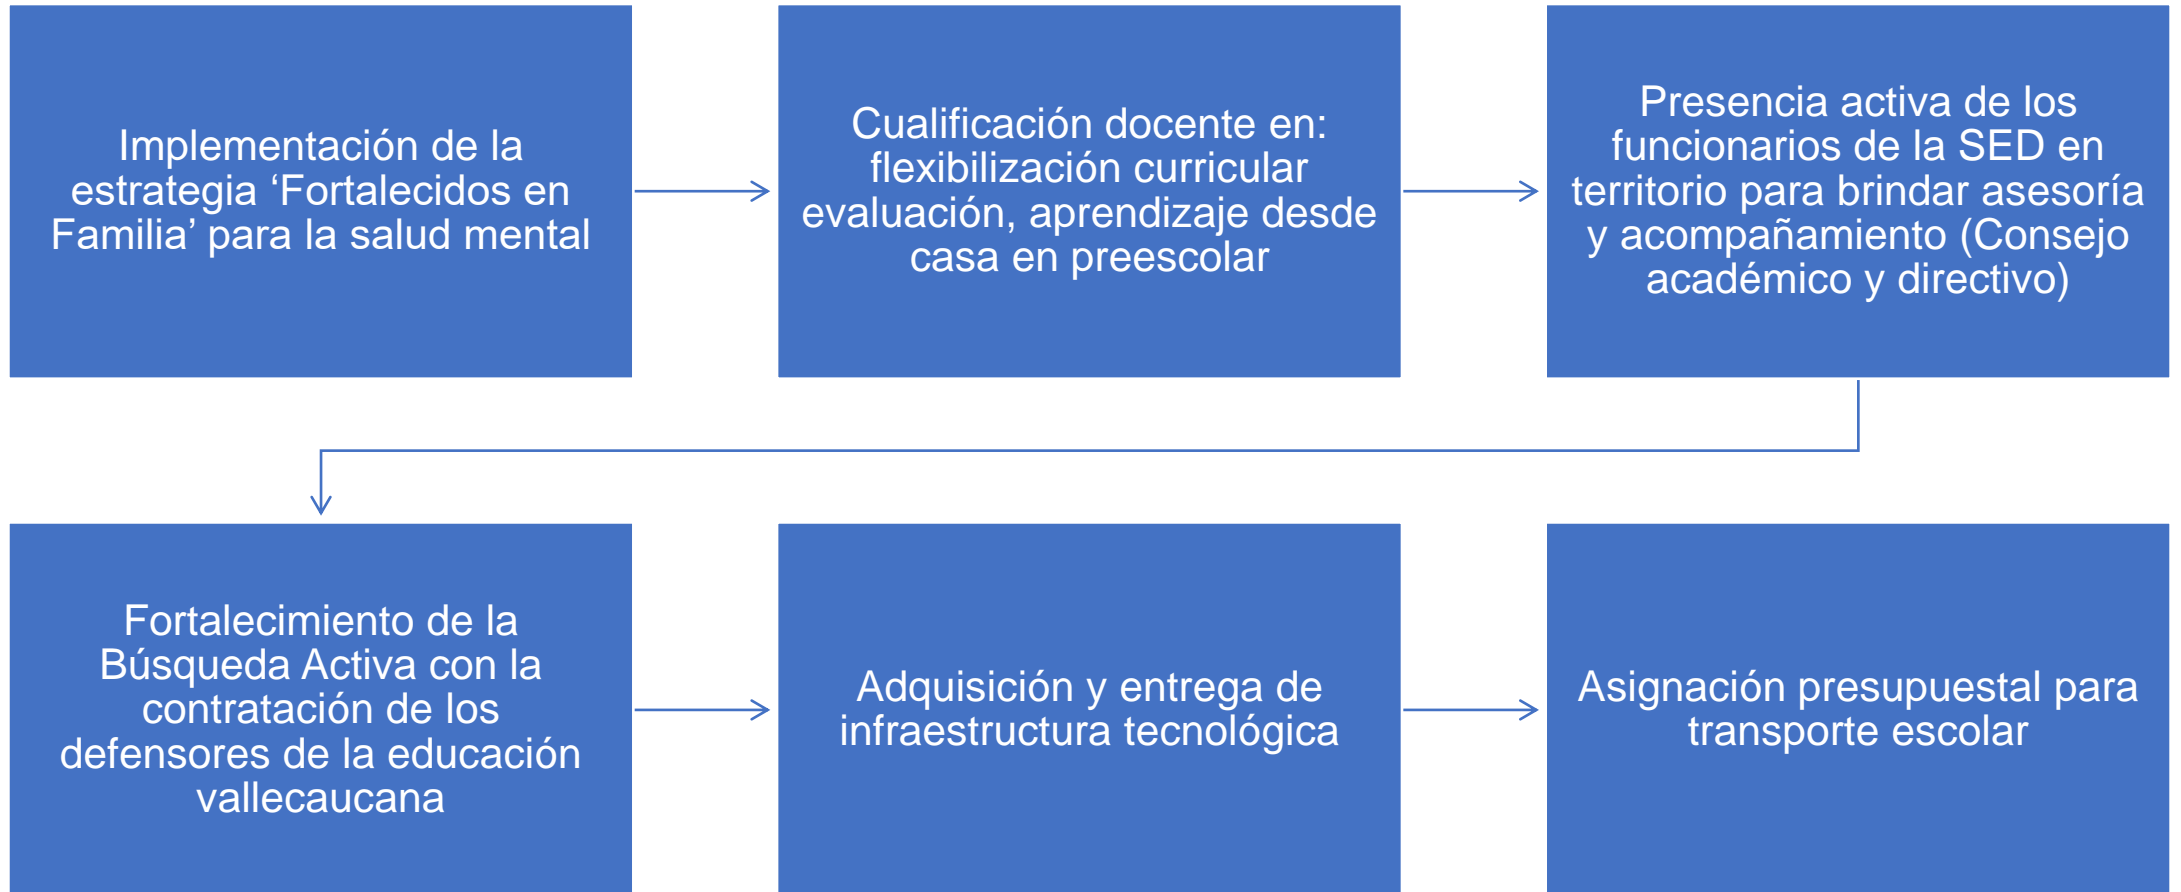 Implementación de la
estrategia ‘Fortalecidos en
Familia’ para la salud mental
Cualificación docente en:
flexibilización curricular
evaluación, aprendizaje desde
casa en preescolar
Presencia activa de los
funcionarios de la SED en
territorio para brindar asesoría
y acompañamiento (Consejo
académico y directivo)
Fortalecimiento de la
Búsqueda Activa con la
contratación de los
defensores de la educación
vallecaucana
Adquisición y entrega de
infraestructura tecnológica
Asignación presupuestal para
transporte escolar